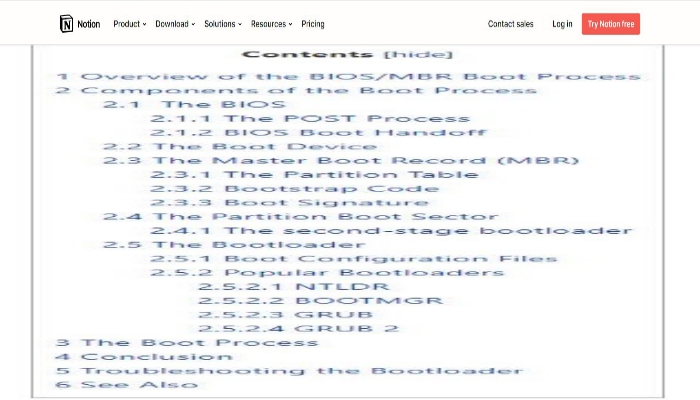 Notion Product Download Solutions Resources Pricing Contact sales Log in Try Notion free
Contents [hide]
1 Overview of the BIOS/MBR Boot Process
2 Components of the Boot Process
2.1 The BIOS
2.1.1 The POST Process
2.1.2 BIOS Boot Handoff
2.2 The Boot Device
2.3 The Master Boot Record (MBR)
2.3.1 The Partition Table
2.3.2 Bootstrap Code
2.3.3 Boot Signature
2.4 The Partition Boot Sector
2.4.1 The second-stage bootloader
2.5 The Bootloader
2.5.1 Boot Configuration Files
2.5.2 Popular Bootloaders
2.5.2.1 NTLDR
2.5.2.2 BOOTMGR
2.5.2.3 GRUB
2.5.2.4 GRUB 2
3 The Boot Process
4 Conclusion
5 Troubleshooting the Bootloader
6 See Also